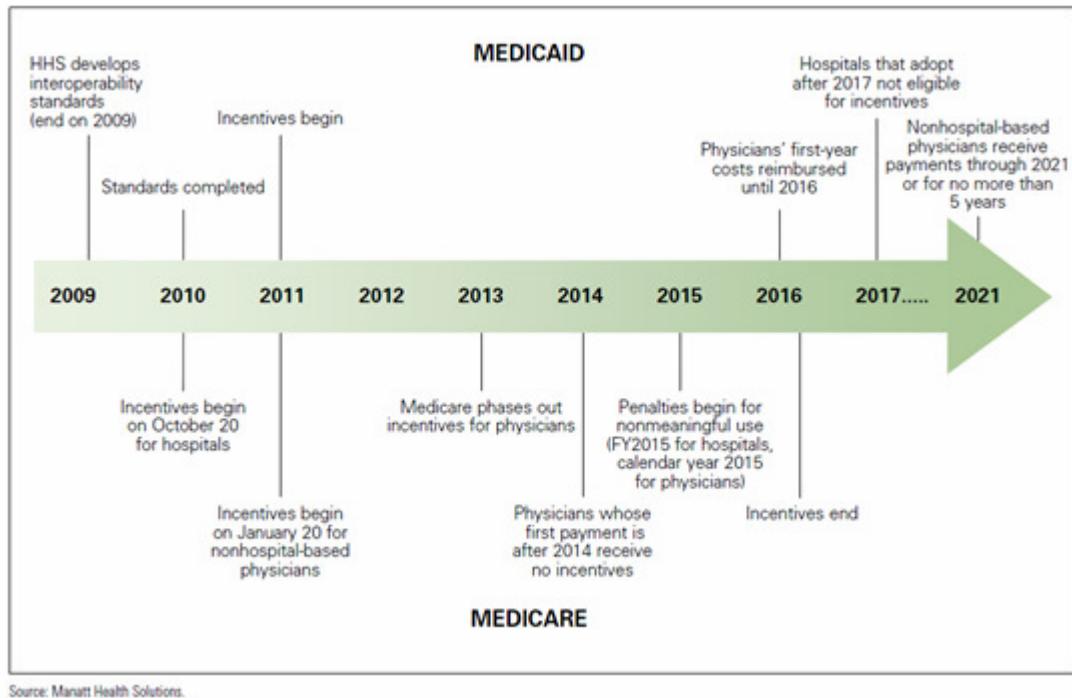 MEDICAID
HHS develops
interoperability
standards
(end on 2009)
Standards completed
Incentives begin
Physicians' first-year
costs reimbursed
until 2016
Hospitals that adopt
after 2017 not eligible
for incentives
Nonhospital-based
physicians receive
payments through 2021
or for no more than
5 years
2009 2010 2011 2012 2013 2014 2015 2016 2017..... 2021
Incentives begin
on October 20
for hospitals
Incentives begin
on January 20 for
nonhospital-based
physicians
Medicare phases out
incentives for physicians
Physicians whose
first payment is
after 2014 receive
no incentives
Penalties begin for
nonmeaningful use
(FY2015 for hospitals,
calendar year 2015
for physicians)
Incentives end
MEDICARE
Source: Manatt Health Solutions.